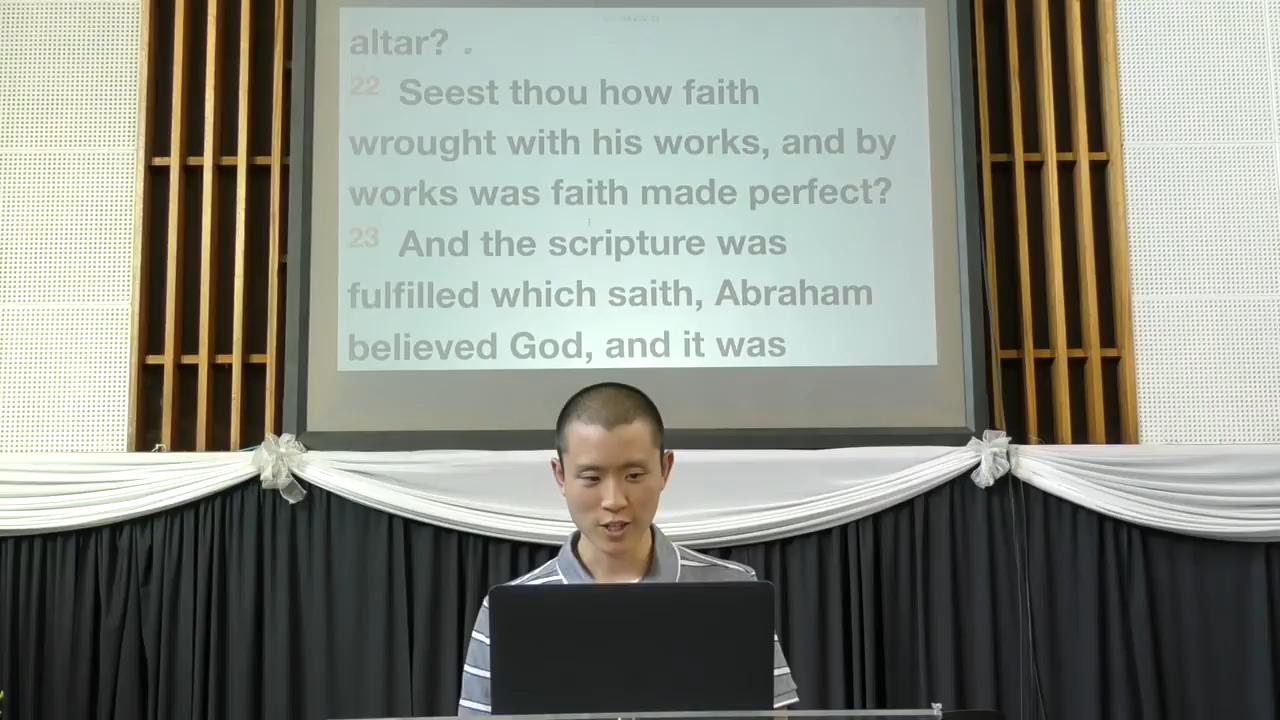 altar?
22 Seest thou how faith
wrought with his works, and by
works was faith made perfect?
23 And the scripture was
fulfilled which saith, Abraham
believed God, and it was